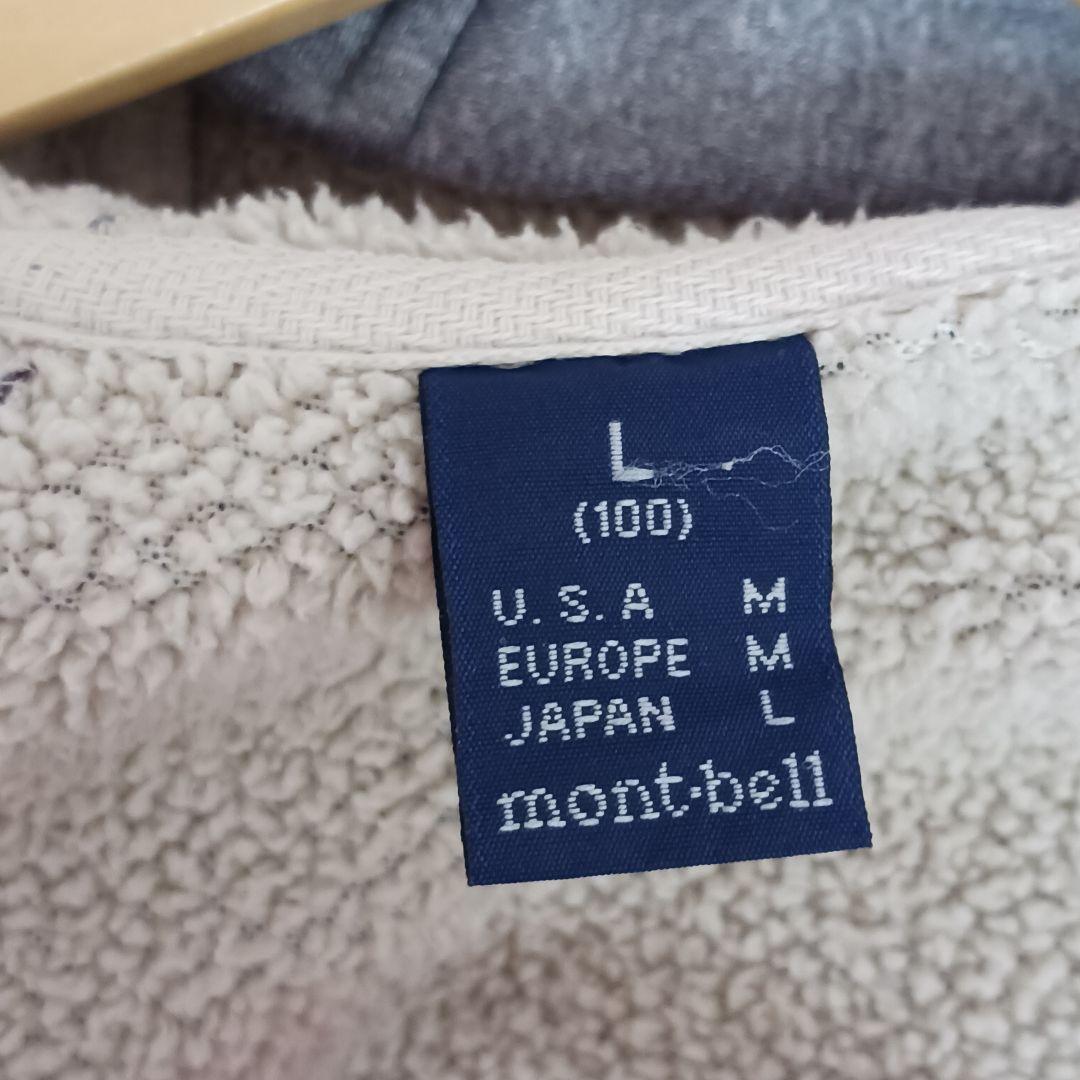 L
(100)
U.S.A M
EUROPE M
JAPAN L
mont-bell